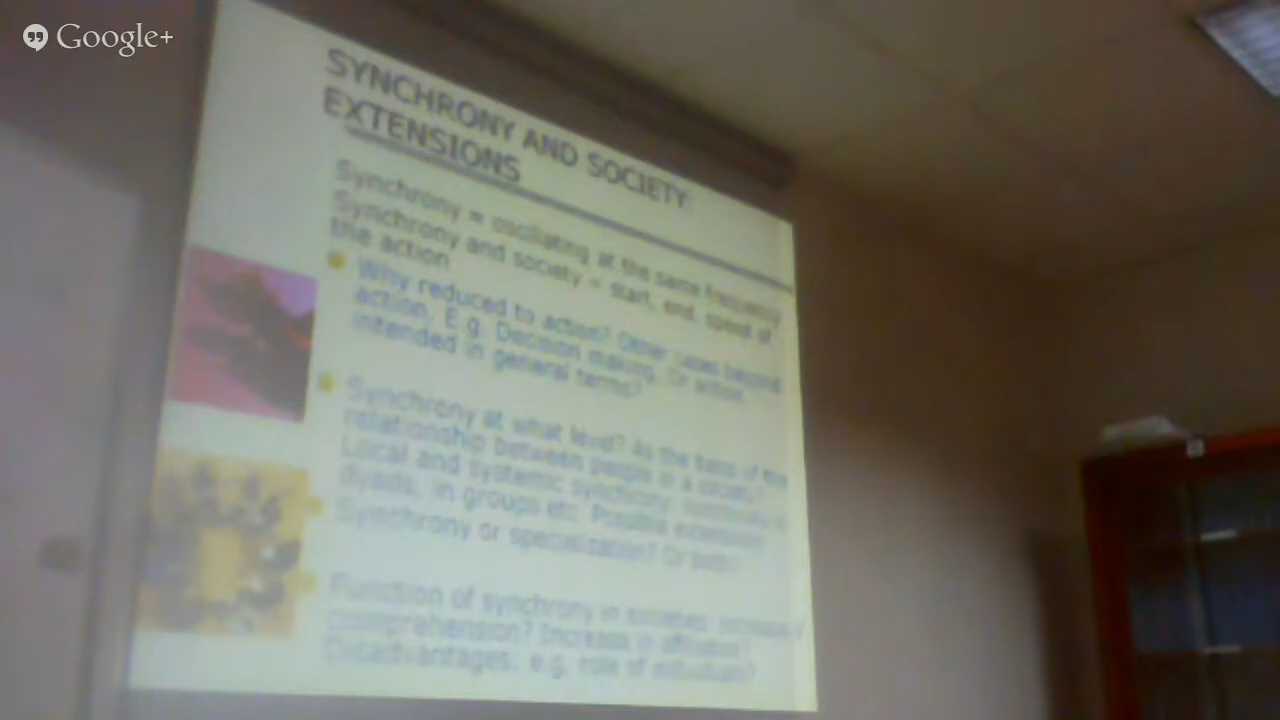 Google+
SYNCHRONY AND SOCIETY:
EXTENSIONS
Synchrony = oscillating at the same frequency
Synchrony and society = start, end, speed of
the action
Why reduced to action? Other cases beyond
action. E.g. Decision making. Or action
intended in general terms?
Synchrony at what level? As the basis of the
relationship between people in a society?
Local and systemic synchrony:
dyads, in groups etc. Possible extension
Synchrony or specialization? Or both?
Function of synchrony in societies:
comprehension? Increase in
Disadvantages: e.g. role of